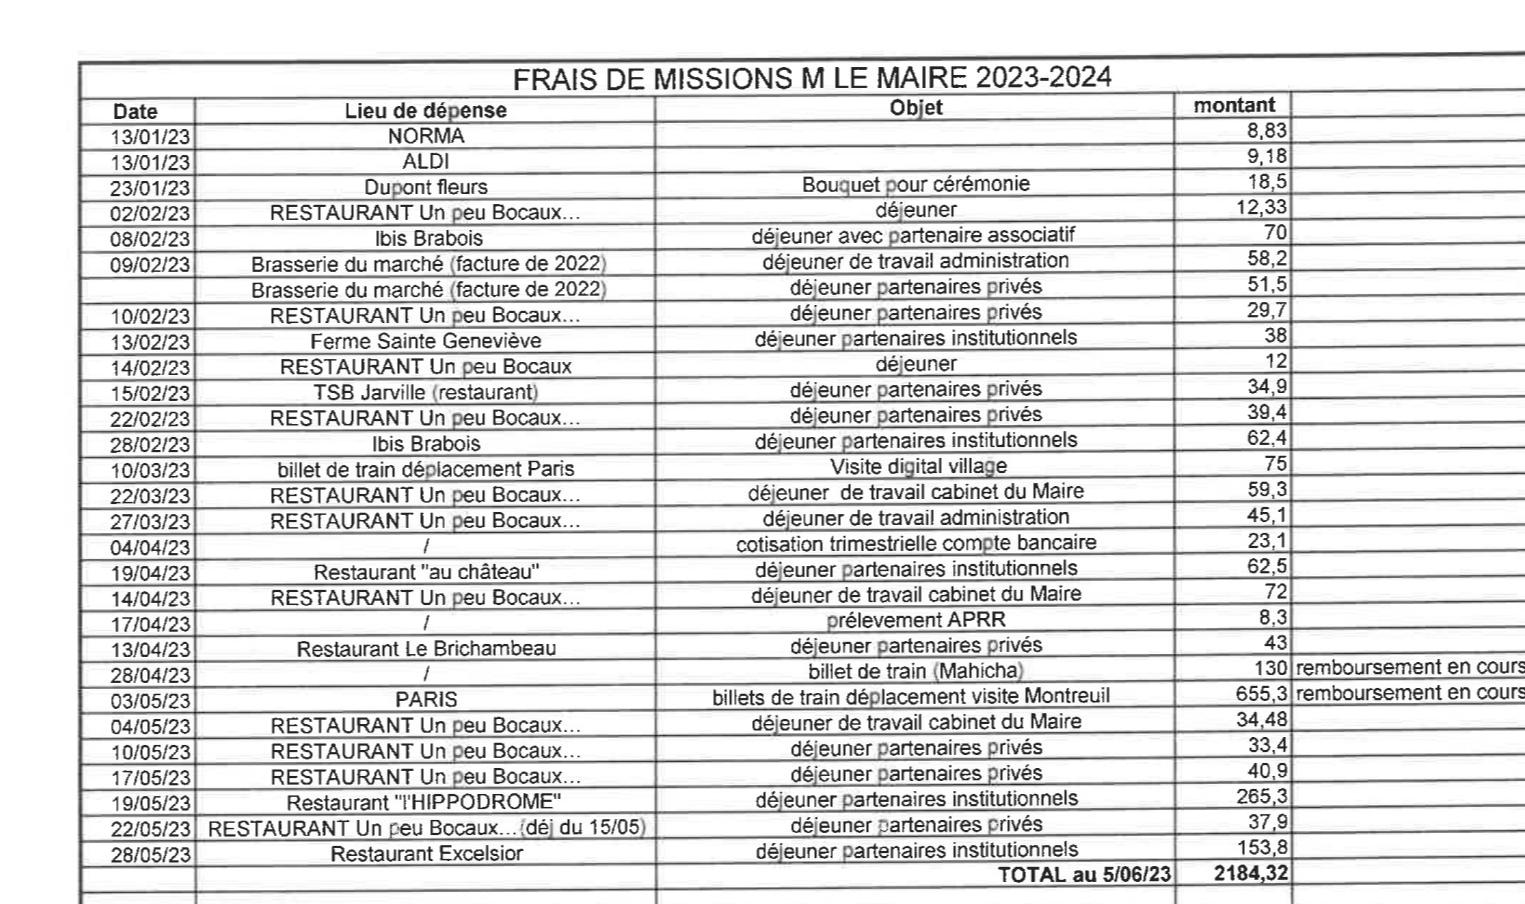 FRAIS DE MISSIONS M LE MAIRE 2023-2024
Date Lieu de dépense Objet montant
13/01/23 NORMA 8,83
13/01/23 ALDI 9,18
23/01/23 Dupont fleurs Bouquet pour cérémonie 18,5
02/02/23 RESTAURANT Un peu Bocaux... déjeuner 12,33
08/02/23 Ibis Brabois déjeuner avec partenaire associatif 70
09/02/23 Brasserie du marché (facture de 2022) déjeuner de travail administration 58,2
Brasserie du marché (facture de 2022) déjeuner partenaires privés 51,5
10/02/23 RESTAURANT Un peu Bocaux... déjeuner partenaires privés 29,7
13/02/23 Ferme Sainte Geneviève déjeuner partenaires institutionnels 38
14/02/23 RESTAURANT Un peu Bocaux déjeuner 12
15/02/23 TSB Jarville (restaurant) déjeuner partenaires privés 34,9
22/02/23 RESTAURANT Un peu Bocaux... déjeuner partenaires privés 39,4
28/02/23 Ibis Brabois déjeuner partenaires institutionnels 62,4
10/03/23 billet de train déplacement Paris Visite digital village 75
22/03/23 RESTAURANT Un peu Bocaux... déjeuner de travail cabinet du Maire 59,3
27/03/23 RESTAURANT Un peu Bocaux... déjeuner de travail administration 45,1
04/04/23 / cotisation trimestrielle compte bancaire 23,1
19/04/23 Restaurant "au château" déjeuner partenaires institutionnels 62,5
14/04/23 RESTAURANT Un peu Bocaux... déjeuner de travail cabinet du Maire 72
17/04/23 / prélevement APRR 8,3
13/04/23 Restaurant Le Brichambeau déjeuner partenaires privés 43
28/04/23 / billet de train (Mahicha) 130 remboursement en cours
03/05/23 PARIS billets de train déplacement visite Montreuil 655,3 remboursement en cours
04/05/23 RESTAURANT Un peu Bocaux... déjeuner de travail cabinet du Maire 34,48
10/05/23 RESTAURANT Un peu Bocaux... déjeuner partenaires privés 33,4
17/05/23 RESTAURANT Un peu Bocaux... déjeuner partenaires privés 40,9
19/05/23 Restaurant "l'HIPPODROME" déjeuner partenaires institutionnels 265,3
22/05/23 RESTAURANT Un peu Bocaux...(déj du 15/05) déjeuner partenaires privés 37,9
28/05/23 Restaurant Excelsior déjeuner partenaires institutionnels 153,8
TOTAL au 5/06/23 2184,32